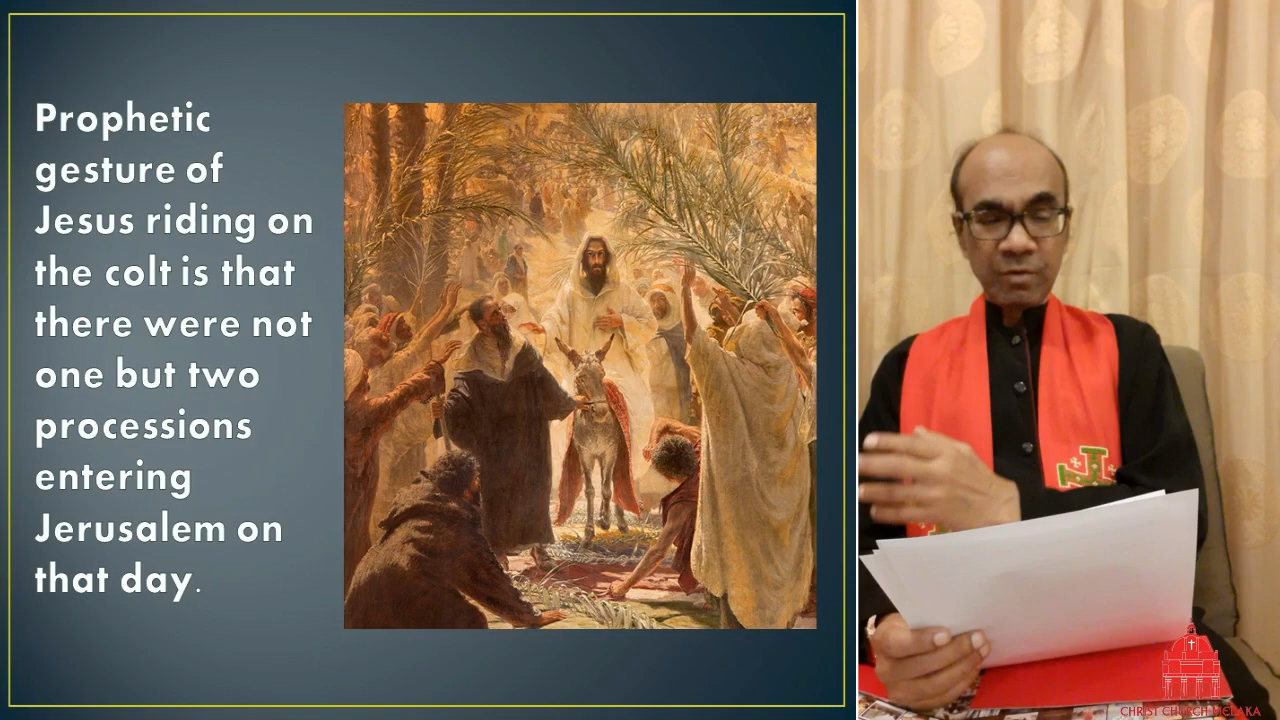 Prophetic
gesture of
Jesus riding on
the colt is that
there were not
one but two
processions
entering
Jerusalem on
that day.
CHRIST CHURCH MELAKA